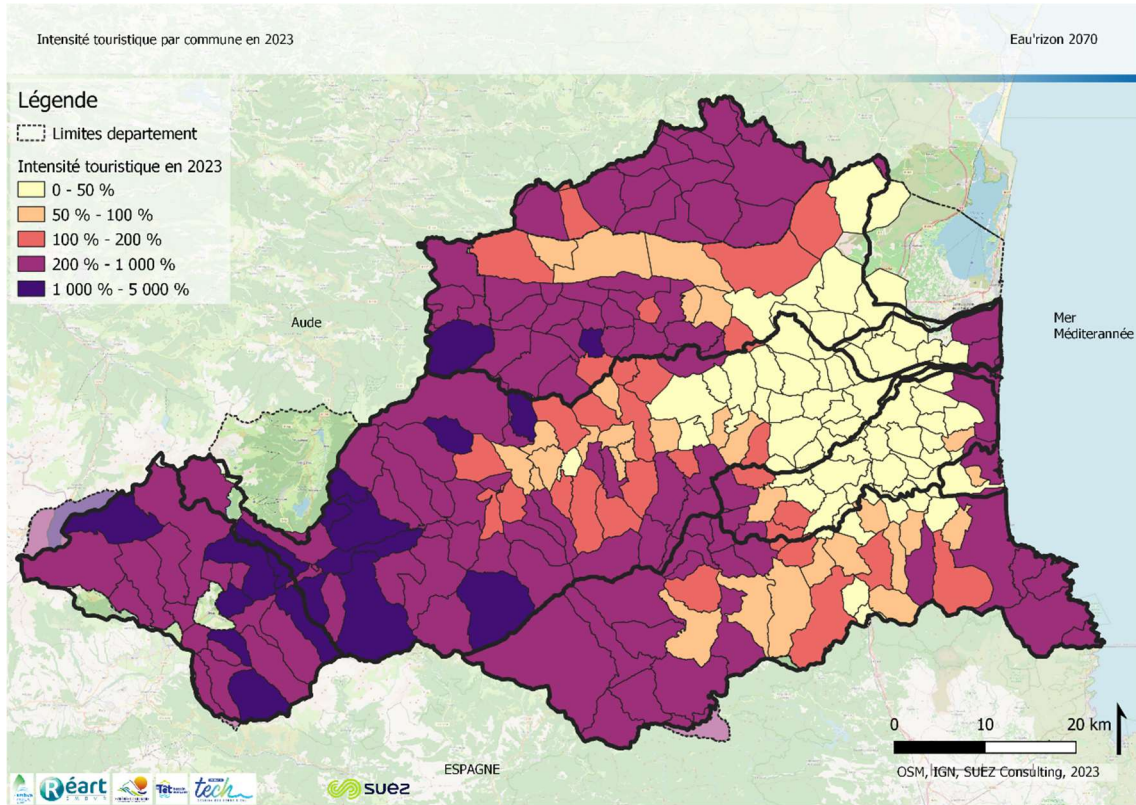 Intensité touristique par commune en 2023
Eau'rizon 2070
Légende
Limites departement
Intensité touristique en 2023
0 - 50 %
50 % - 100 %
100 % - 200 %
200 % - 1 000 %
1 000 % - 5 000 %
Aude
Mer
Méditerannée
ESPAGNE
0 10 20 km
OSM, IGN, SUEZ Consulting, 2023
Réart
Têt
tech
suez